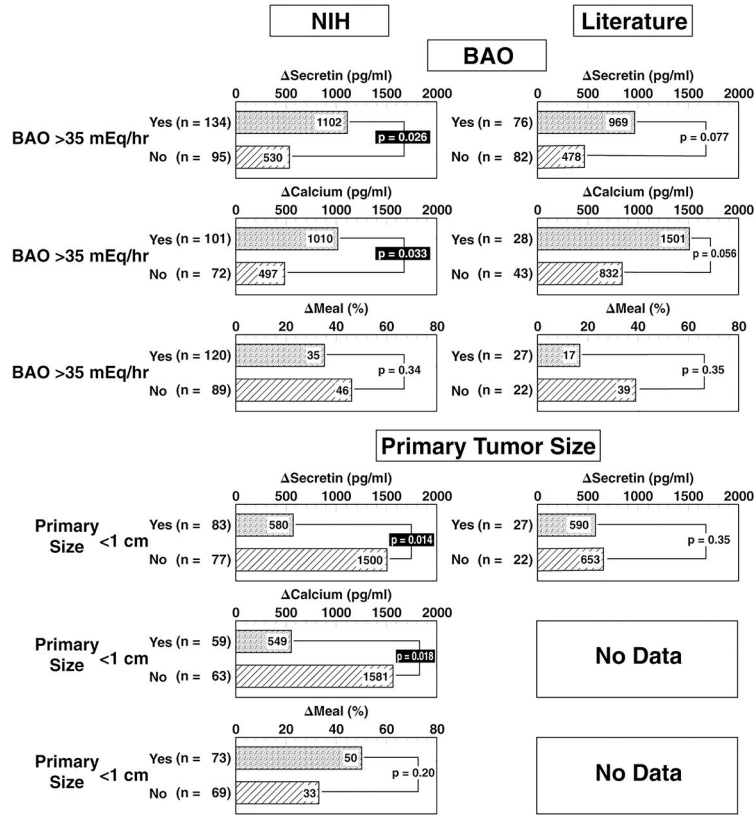 NIH Literature
BAO
ΔSecretin (pg/ml) ΔSecretin (pg/ml)
0 500 1000 1500 2000 0 500 1000 1500 2000
BAO >35 mEq/hr
Yes (n = 134) 1102 Yes (n = 76) 969
p = 0.026 p = 0.077
No (n = 95) 530 No (n = 82) 478
ΔCalcium (pg/ml) ΔCalcium (pg/ml)
0 500 1000 1500 2000 0 500 1000 1500 2000
BAO >35 mEq/hr
Yes (n = 101) 1010 Yes (n = 28) 1501
p = 0.033 p = 0.056
No (n = 72) 497 No (n = 43) 832
ΔMeal (%) ΔMeal (%)
0 20 40 60 80 0 20 40 60 80
BAO >35 mEq/hr
Yes (n = 120) 35 Yes (n = 27) 17
p = 0.34 p = 0.35
No (n = 89) 46 No (n = 22) 39
Primary Tumor Size
ΔSecretin (pg/ml) ΔSecretin (pg/ml)
0 500 1000 1500 2000 0 500 1000 1500 2000
Primary Size <1 cm
Yes (n = 83) 580 Yes (n = 27) 590
p = 0.014 p = 0.35
No (n = 77) 1500 No (n = 22) 653
ΔCalcium (pg/ml)
0 500 1000 1500 2000
Primary Size <1 cm
Yes (n = 59) 549
p = 0.018 No Data
No (n = 63) 1581
ΔMeal (%)
0 20 40 60 80
Primary Size <1 cm
Yes (n = 73) 50
p = 0.20 No Data
No (n = 69) 33